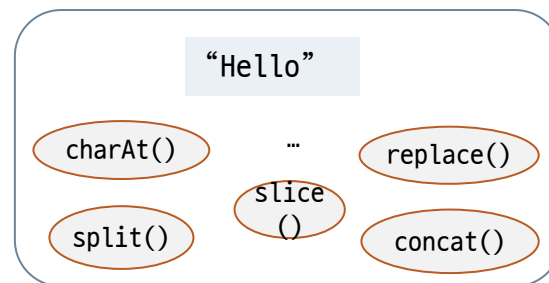 “Hello”
charAt()
…
replace()
slice
()
split()
concat()